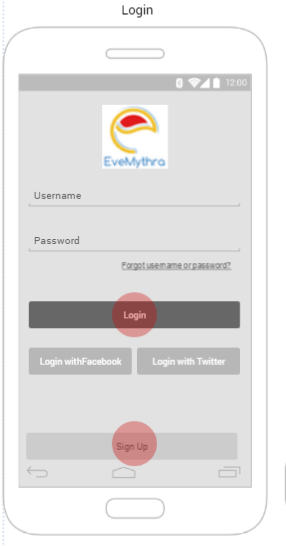 Login
12:00
EveMythra
Username
Password
Forgot username or password?
Login
Login withFacebook
Login with Twitter
Sign Up